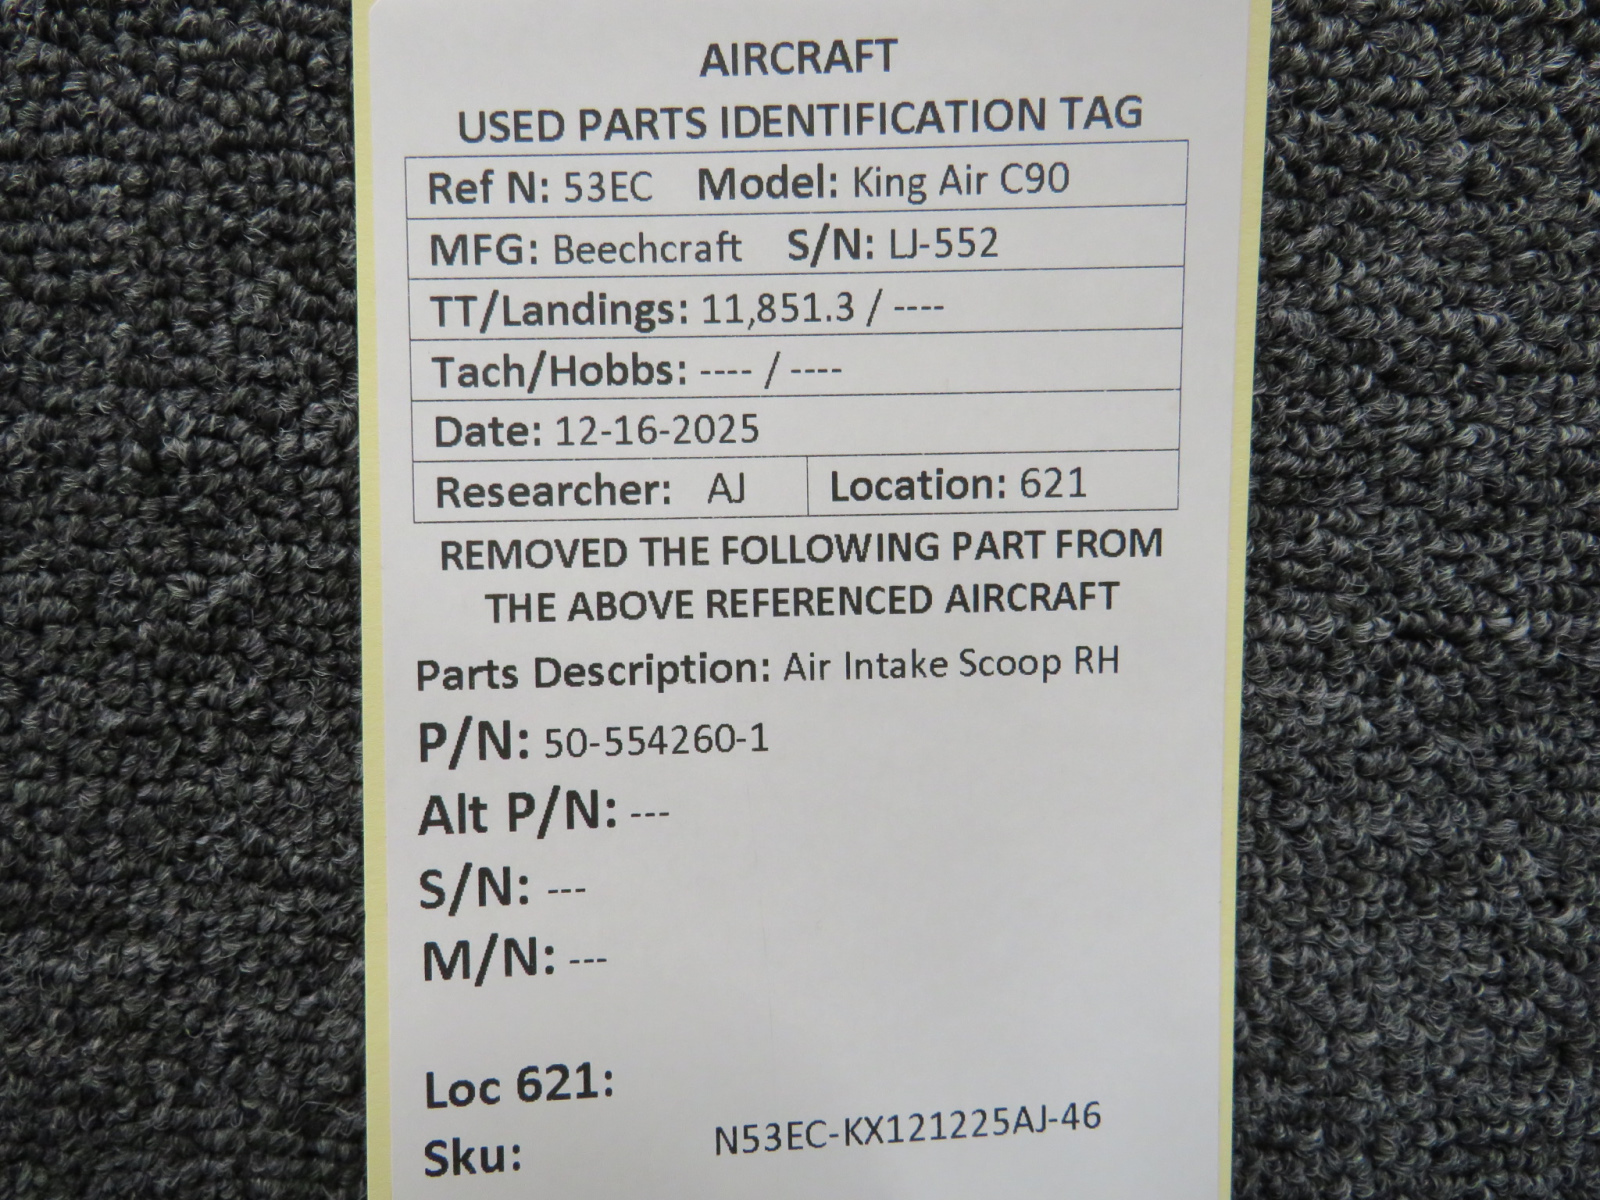 AIRCRAFT
USED PARTS IDENTIFICATION TAG
Ref N: 53EC Model: King Air C90
MFG: Beechcraft S/N: LJ-552
TT/Landings: 11,851.3 / ----
Tach/Hobbs: ---- / ----
Date: 12-16-2025
Researcher: AJ Location: 621
REMOVED THE FOLLOWING PART FROM
THE ABOVE REFERENCED AIRCRAFT
Parts Description: Air Intake Scoop RH
P/N: 50-554260-1
Alt P/N: ---
S/N: ---
M/N: ---
Loc 621:
Sku: N53EC-KX121225AJ-46